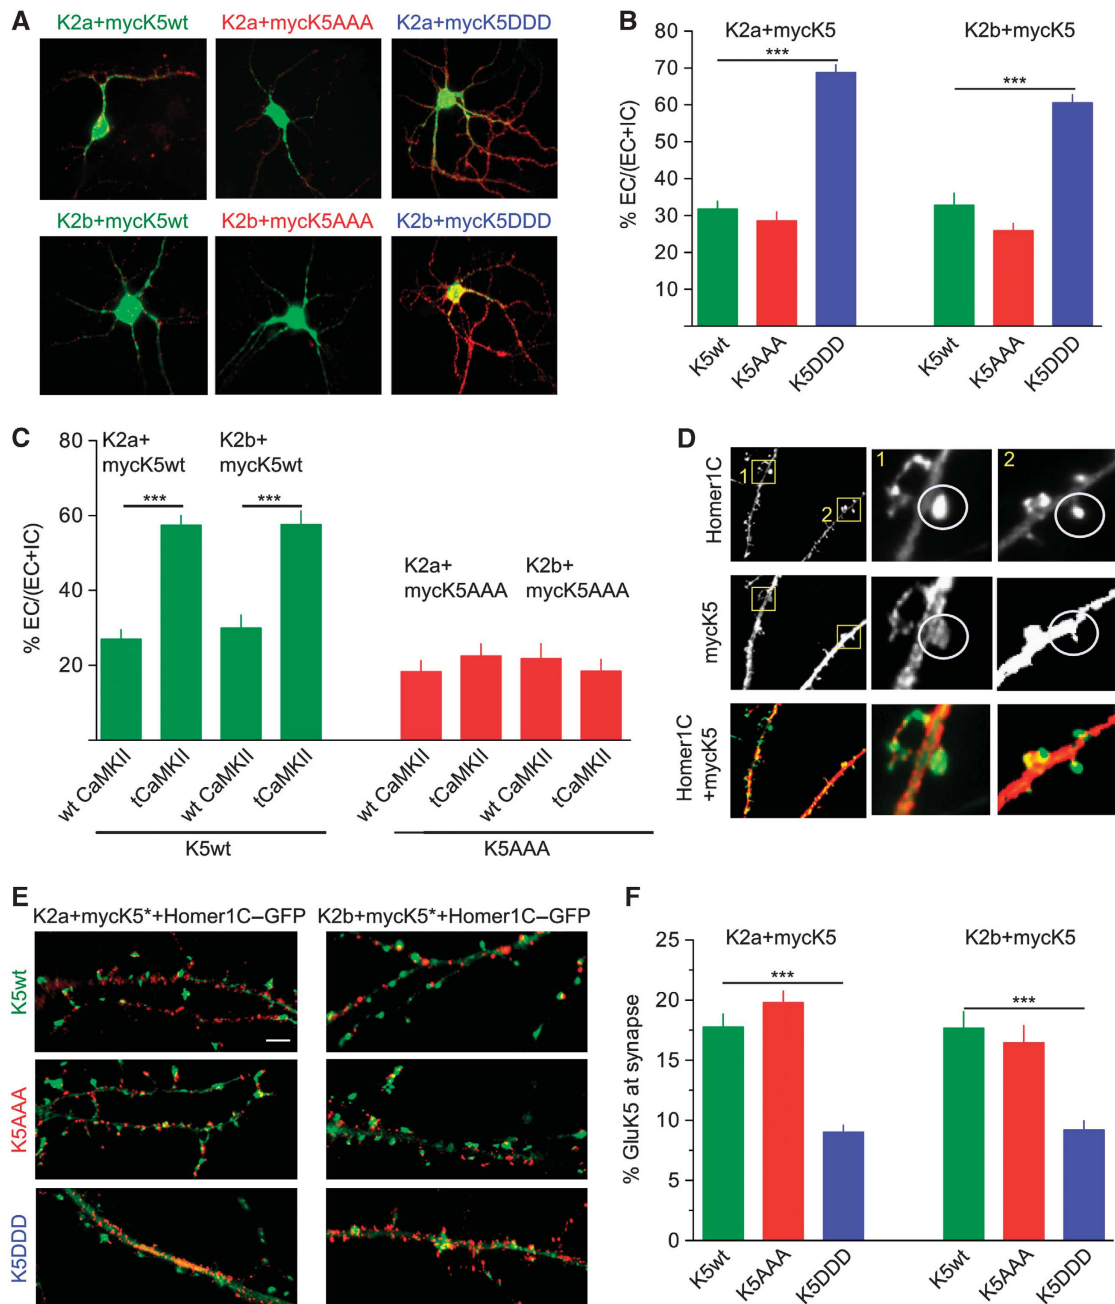 A
K2a+mycK5wt
K2a+mycK5AAA
K2a+mycK5DDD
K2b+mycK5wt
K2b+mycK5AAA
K2b+mycK5DDD
B
K2a+mycK5
K2b+mycK5
***
***
% EC/(EC+IC)
80
70
60
50
40
30
20
10
K5wt
K5AAA
K5DDD
K5wt
K5AAA
K5DDD
C
% EC/(EC+IC)
80
60
40
20
K2a+
mycK5wt
K2b+
mycK5wt
***
***
K2a+
mycK5AAA
K2b+
mycK5AAA
wt CaMKII
tCaMKII
wt CaMKII
tCaMKII
wt CaMKII
tCaMKII
wt CaMKII
tCaMKII
K5wt
K5AAA
D
Homer1C
1
2
1
2
mycK5
Homer1C
+mycK5
E
K2a+mycK5*+Homer1C–GFP
K2b+mycK5*+Homer1C–GFP
K5wt
K5AAA
K5DDD
F
K2a+mycK5
K2b+mycK5
***
***
% GluK5 at synapse
25
20
15
10
5
0
K5wt
K5AAA
K5DDD
K5wt
K5AAA
K5DDD